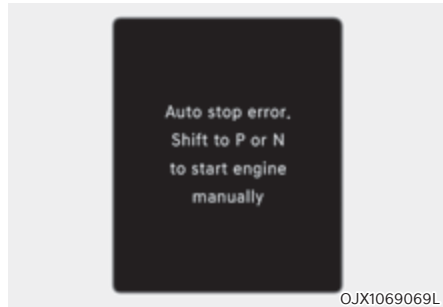 Auto stop error.
Shift to P or N
to start engine
manually
OJX1069069L